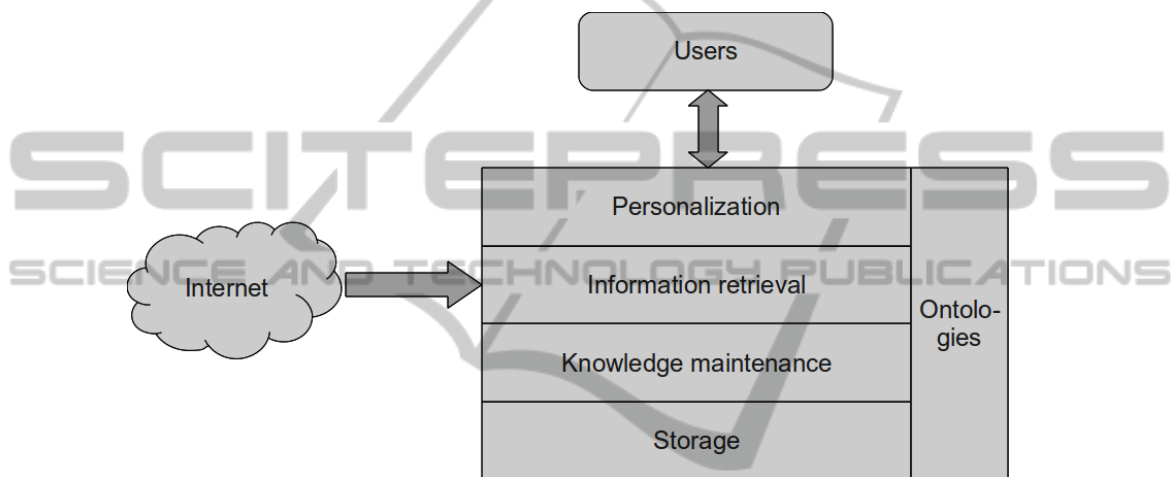 Users
SCITEPRESS
Personalization
SCIENCE AND TECHNOLOGY PUBLICATIONS
Internet
Information retrieval
Ontolo-
gies
Knowledge maintenance
Storage